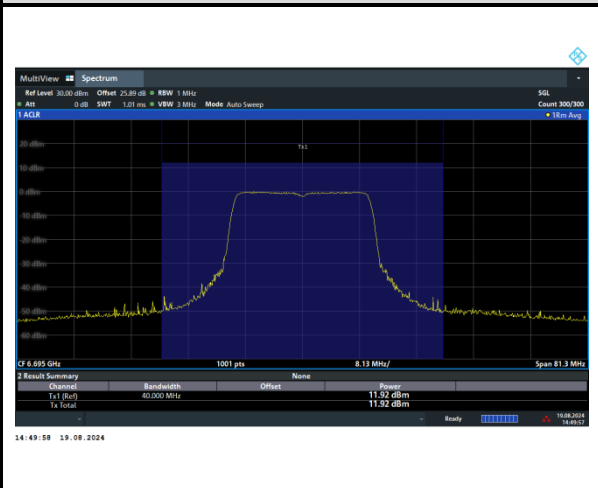 MultiView Spectrum
Ref Level 30.00 dBm Offset 25.89 dB RBW 1 MHz SGL
Att 0 dB SWT 1.01 ms VBW 3 MHz Mode Auto Sweep Count 300/300
1 ACLR 1Rm Avg
Tx1
20 dBm
10 dBm
0 dBm
-10 dBm
-20 dBm
-30 dBm
-40 dBm
-50 dBm
-60 dBm
CF 6.695 GHz 1001 pts 8.13 MHz/ Span 81.3 MHz
2 Result Summary None
Channel Bandwidth Offset Power
Tx1 (Ref) 40.000 MHz 11.92 dBm
Tx Total 11.92 dBm
Ready 19.08.2024
14:49:57
14:49:58 19.08.2024